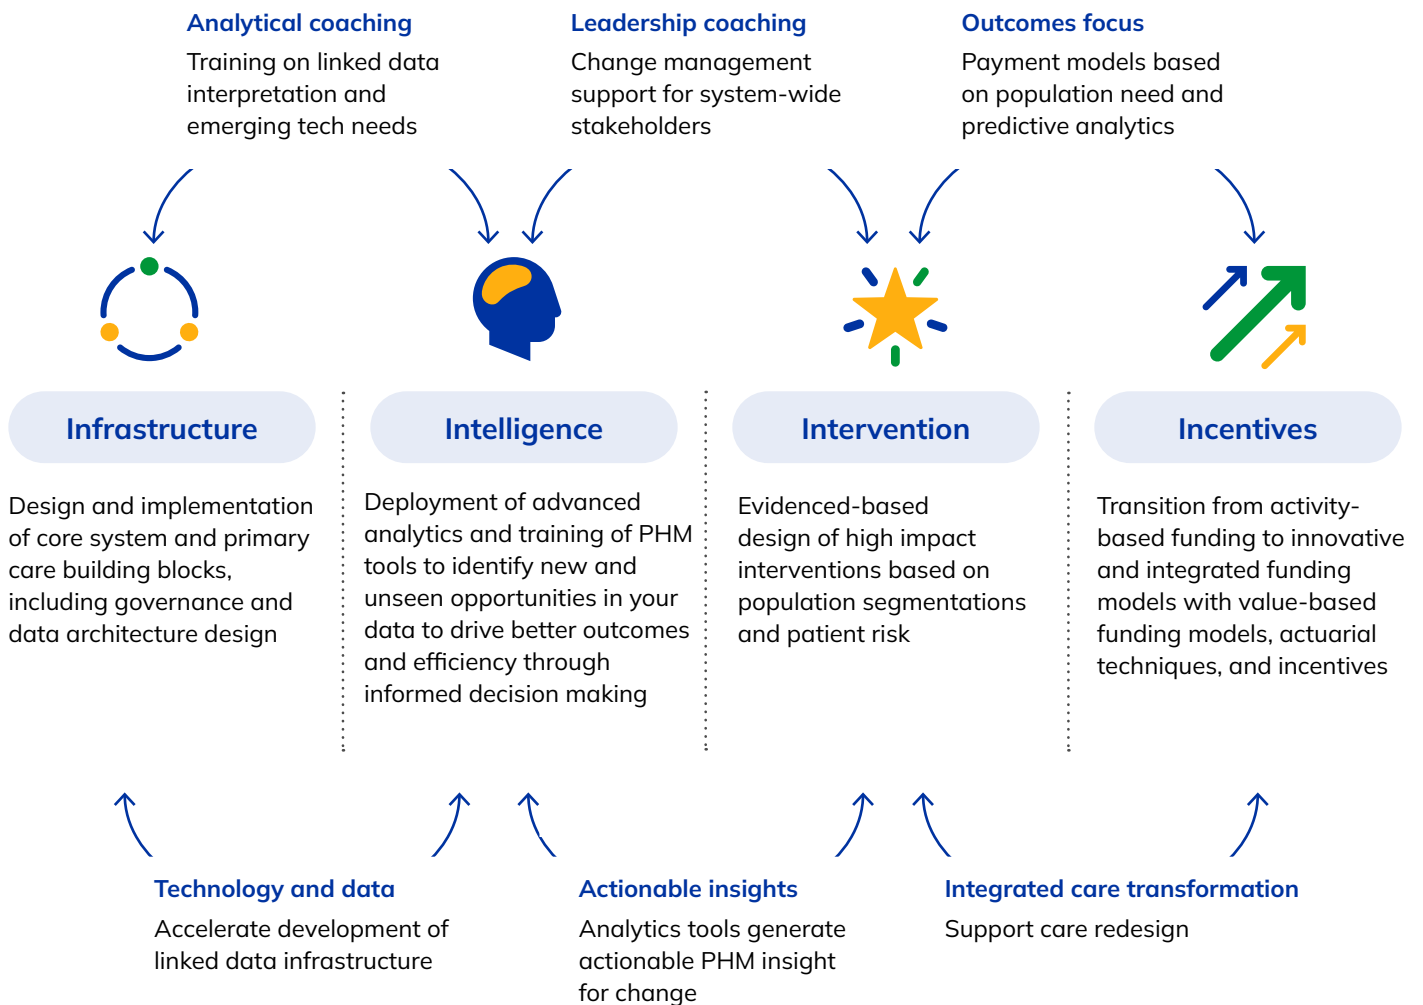 Analytical coaching
Training on linked data
interpretation and
emerging tech needs
Leadership coaching
Change management
support for system-wide
stakeholders
Outcomes focus
Payment models based
on population need and
predictive analytics
Infrastructure
Design and implementation
of core system and primary
care building blocks,
including governance and
data architecture design
Intelligence
Deployment of advanced
analytics and training of PHM
tools to identify new and
unseen opportunities in your
data to drive better outcomes
and efficiency through
informed decision making
Intervention
Evidenced-based
design of high impact
interventions based on
population segmentations
and patient risk
Incentives
Transition from activity-
based funding to innovative
and integrated funding
models with value-based
funding models, actuarial
techniques, and incentives
Technology and data
Accelerate development of
linked data infrastructure
Actionable insights
Analytics tools generate
actionable PHM insight
for change
Integrated care transformation
Support care redesign